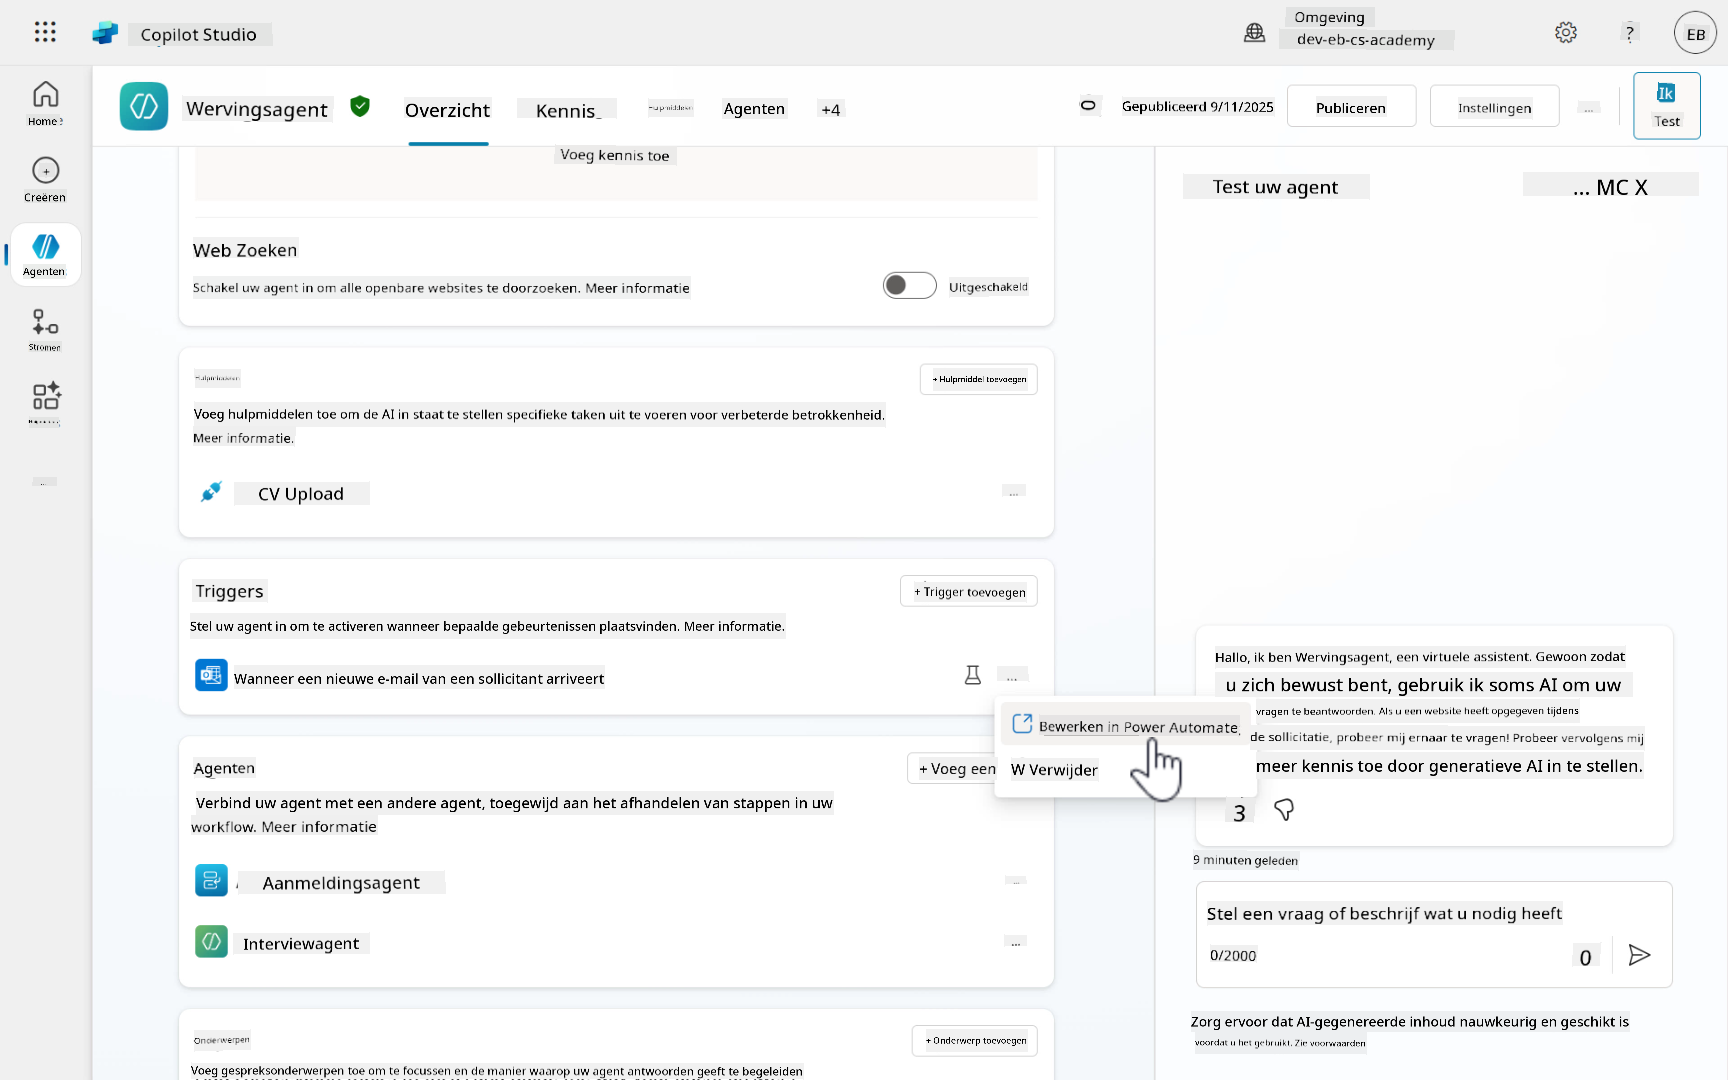 Copilot Studio
Omgeving
dev-eb-cs-academy
?
EB
Home
Creëren
Agenten
Stromen
...
Wervingsagent
Overzicht
Kennis
Hulpmiddelen
Agenten
+4
Gepubliceerd 9/11/2025
Publiceren
Instellingen
...
Ik
Test
Voeg kennis toe
Web Zoeken
Schakel uw agent in om alle openbare websites te doorzoeken. Meer informatie
Uitgeschakeld
Hulpmiddelen
+ Hulpmiddel toevoegen
Voeg hulpmiddelen toe om de AI in staat te stellen specifieke taken uit te voeren voor verbeterde betrokkenheid.
Meer informatie.
CV Upload
...
Triggers
+ Trigger toevoegen
Stel uw agent in om te activeren wanneer bepaalde gebeurtenissen plaatsvinden. Meer informatie.
Wanneer een nieuwe e-mail van een sollicitant arriveert
...
Bewerken in Power Automate
W Verwijder
Agenten
+ Voeg een
Verbind uw agent met een andere agent, toegewijd aan het afhandelen van stappen in uw
workflow. Meer informatie
Aanmeldingsagent
...
Interviewagent
...
Onderwerpen
+ Onderwerp toevoegen
Voeg gespreksonderwerpen toe om te focussen en de manier waarop uw agent antwoorden geeft te begeleiden
Test uw agent
... MC X
Hallo, ik ben Wervingsagent, een virtuele assistent. Gewoon zodat
u zich bewust bent, gebruik ik soms AI om uw
vragen te beantwoorden. Als u een website heeft opgegeven tijdens
de sollicitatie, probeer mij ernaar te vragen! Probeer vervolgens mij
meer kennis toe door generatieve AI in te stellen.
3
9 minuten geleden
Stel een vraag of beschrijf wat u nodig heeft
0/2000
0
Zorg ervoor dat AI-gegenereerde inhoud nauwkeurig en geschikt is
voordat u het gebruikt. Zie voorwaarden